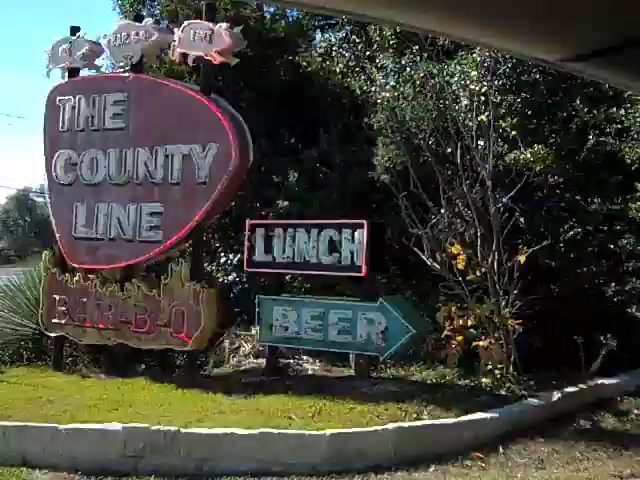 THE
COUNTY
LINE
BAR-B-Q
LUNCH
BEER